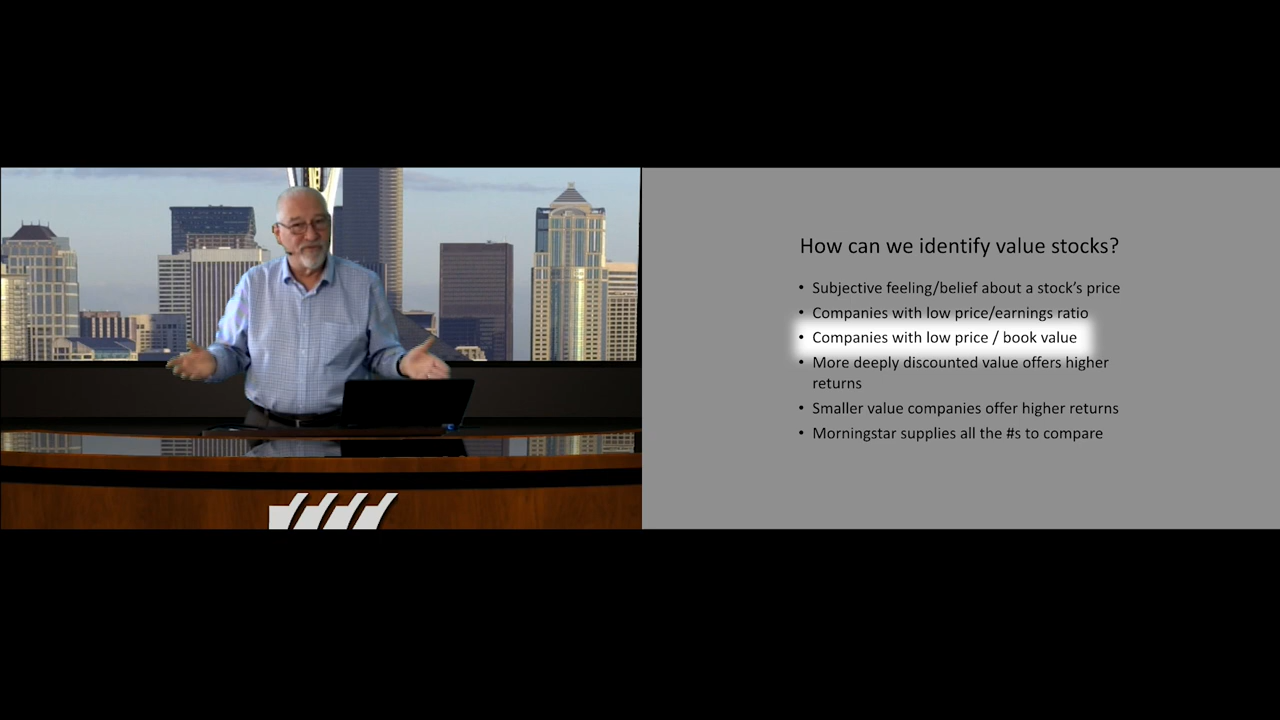 How can we identify value stocks?
• Subjective feeling/belief about a stock’s price
• Companies with low price/earnings ratio
• Companies with low price / book value
• More deeply discounted value offers higher
returns
• Smaller value companies offer higher returns
• Morningstar supplies all the #s to compare